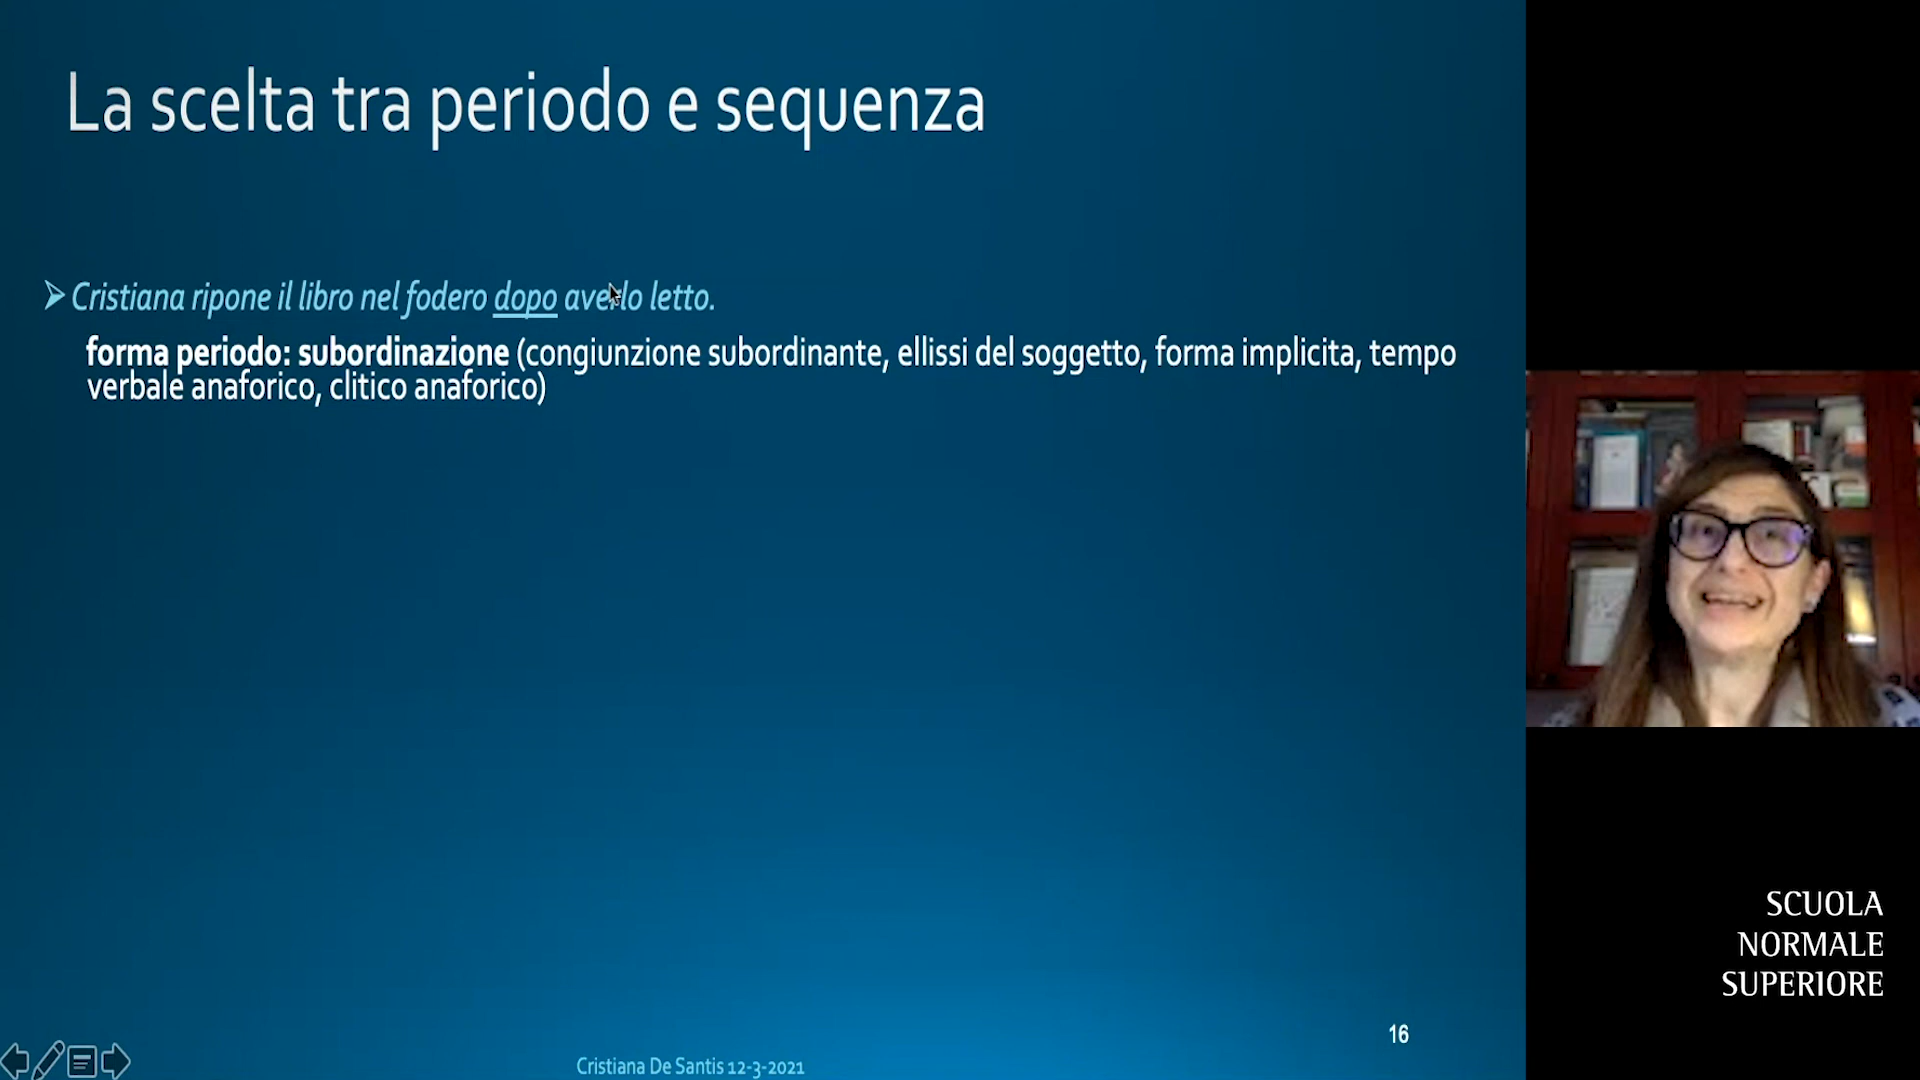 La scelta tra periodo e sequenza
Cristiana ripone il libro nel fodero dopo averlo letto.
forma periodo: subordinazione (congiunzione subordinante, ellissi del soggetto, forma implicita, tempo
verbale anaforico, clitico anaforico)
SCUOLA
NORMALE
SUPERIORE
16
Cristiana De Santis 12-3-2021